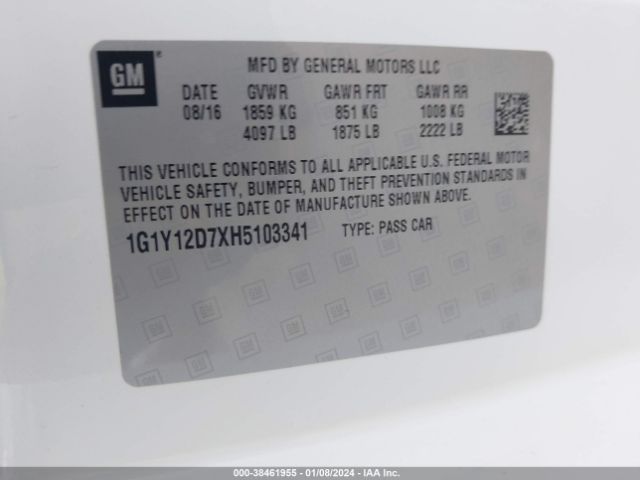 GM ®
MFD BY GENERAL MOTORS LLC
DATE GVWR GAWR FRT GAWR RR
08/16 1859 KG 851 KG 1008 KG
4097 LB 1875 LB 2222 LB
THIS VEHICLE CONFORMS TO ALL APPLICABLE U.S. FEDERAL MOTOR
VEHICLE SAFETY, BUMPER, AND THEFT PREVENTION STANDARDS IN
EFFECT ON THE DATE OF MANUFACTURE SHOWN ABOVE.
1G1Y12D7XH5103341 TYPE: PASS CAR
000-38461955 - 01/08/2024 - IAA Inc.